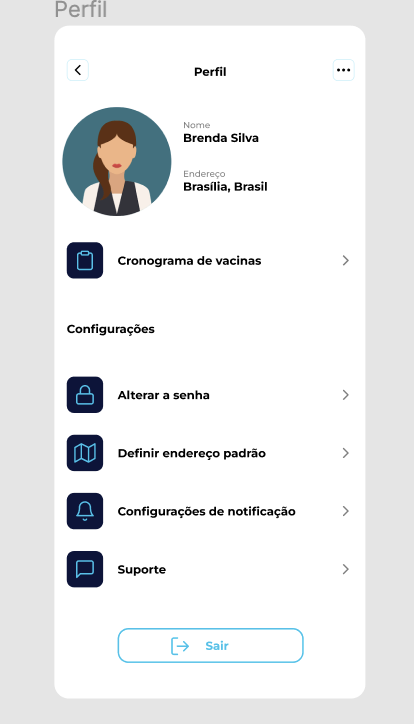 Perfil
Perfil
Nome
Brenda Silva
Endereço
Brasília, Brasil
Cronograma de vacinas
Configurações
Alterar a senha
Definir endereço padrão
Configurações de notificação
Suporte
Sair